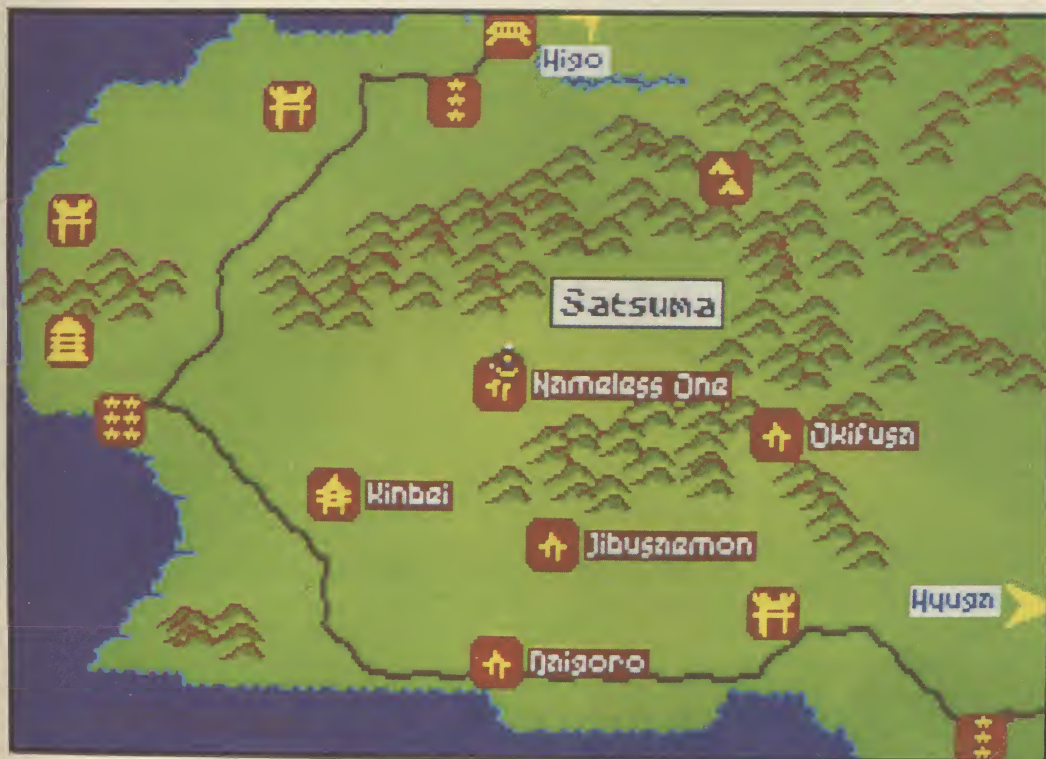 Higo
Satsuma
Nameless One
Okifusa
Kinbei
Jibusaemon
Hyuga
Daigoro